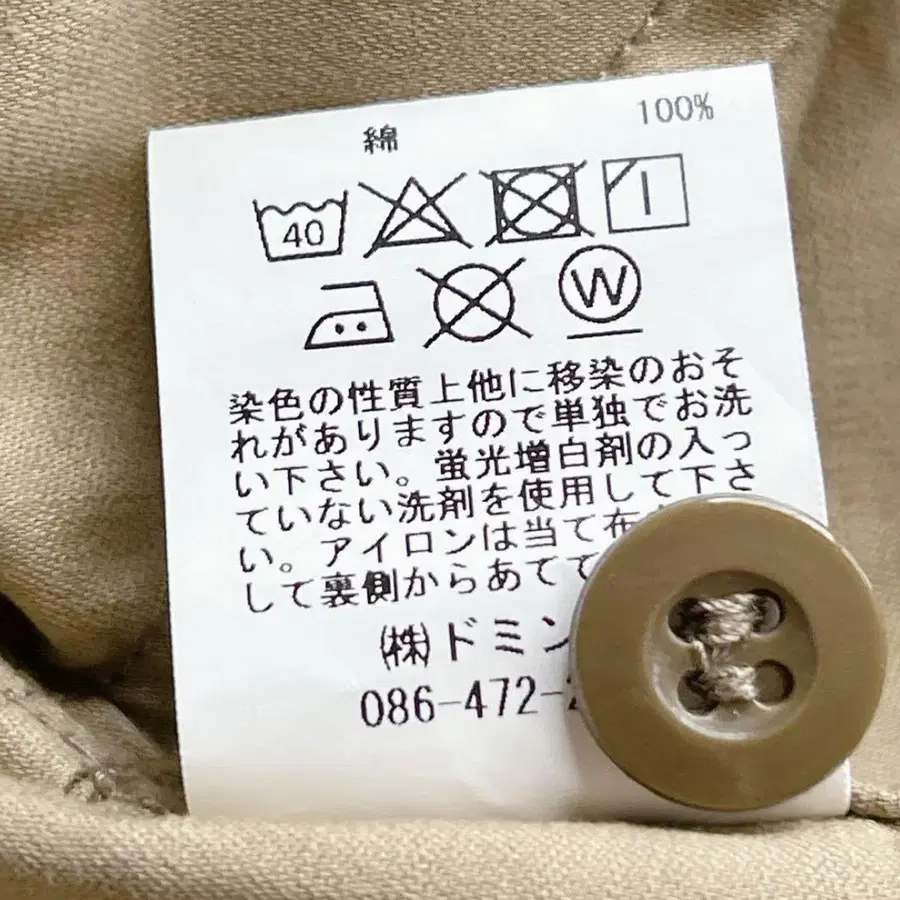 綿 100%
40
W
染色の性質上他に移染のおそ
れがありますので単独でお洗
い下さい。蛍光増白剤の入っ
ていない洗剤を使用して下さ
い。アイロンは当て布
して裏側からあてて
(株)ドミン
086-472-